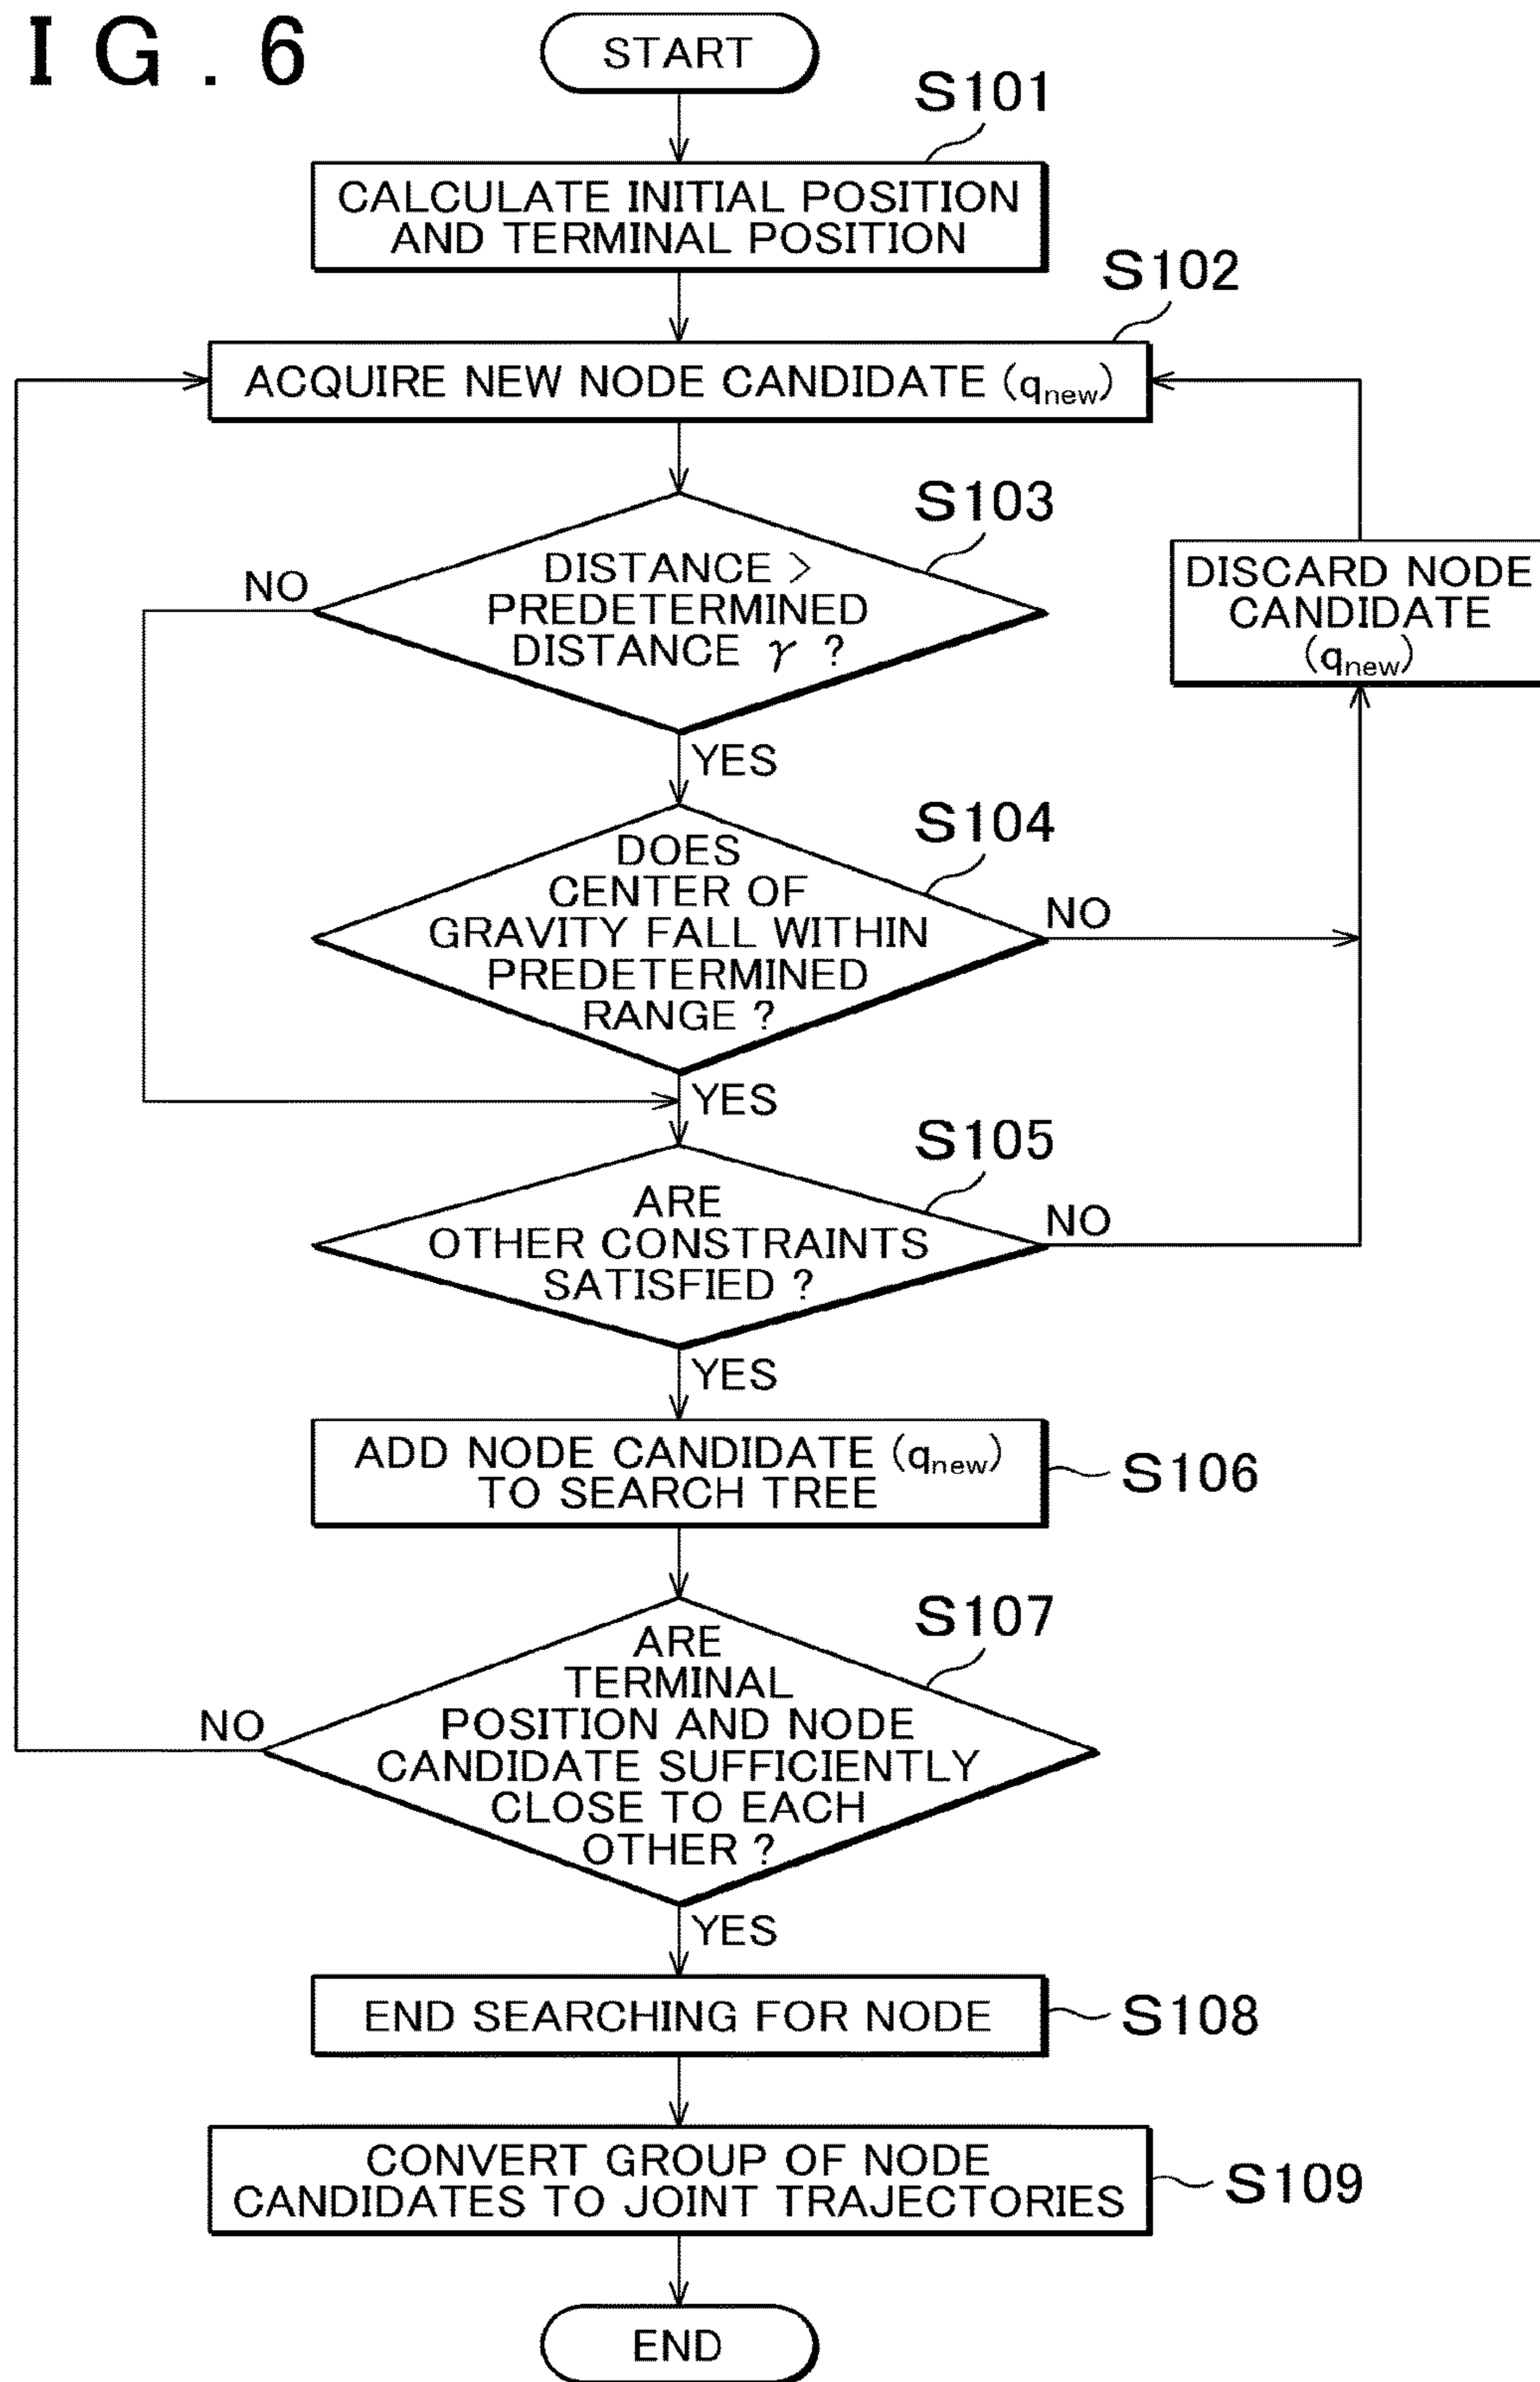 IG. 6
START
S101
CALCULATE INITIAL POSITION
AND TERMINAL POSITION
S102
ACQUIRE NEW NODE CANDIDATE (qnew)
S103
DISTANCE >
PREDETERMINED
DISTANCE γ ?
NO
YES
DISCARD NODE
CANDIDATE
(qnew)
S104
DOES
CENTER OF
GRAVITY FALL WITHIN
PREDETERMINED
RANGE ?
NO
YES
S105
ARE
OTHER CONSTRAINTS
SATISFIED ?
NO
YES
ADD NODE CANDIDATE (qnew)
TO SEARCH TREE
S106
S107
ARE
TERMINAL
POSITION AND NODE
CANDIDATE SUFFICIENTLY
CLOSE TO EACH
OTHER ?
NO
YES
END SEARCHING FOR NODE
S108
CONVERT GROUP OF NODE
CANDIDATES TO JOINT TRAJECTORIES
S109
END